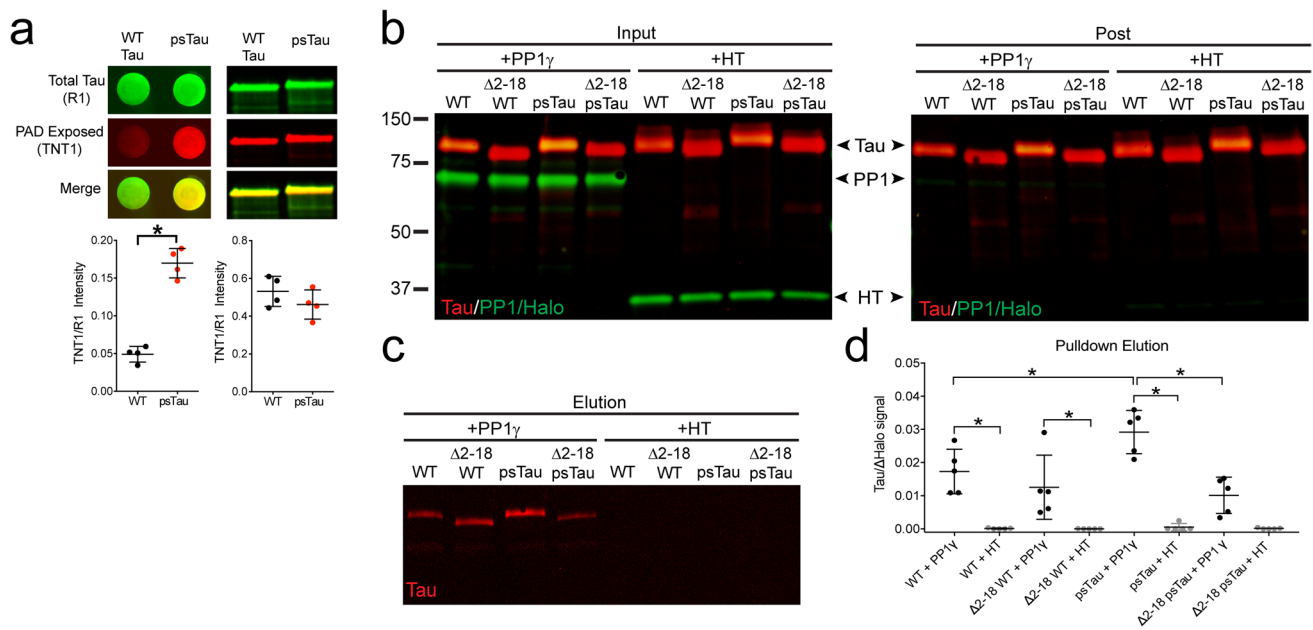 a
WT
Tau
psTau
WT
Tau
psTau
Total Tau
(R1)
PAD Exposed
(TNT1)
Merge
TNT1/R1 Intensity
0.20
0.15
0.10
0.05
0.00
*
WT
psTau
TNT1/R1 Intensity
0.8
0.6
0.4
0.2
0.0
WT
psTau
b
Input
+PP1γ
+HT
WT
Δ2-18
WT
psTau
Δ2-18
psTau
WT
Δ2-18
WT
psTau
Δ2-18
psTau
150
75
50
37
Tau/PP1/Halo
Tau
PP1
HT
Post
+PP1γ
+HT
WT
Δ2-18
WT
psTau
Δ2-18
psTau
WT
Δ2-18
WT
psTau
Δ2-18
psTau
Tau/PP1/Halo
c
Elution
+PP1γ
+HT
WT
Δ2-18
WT
psTau
Δ2-18
psTau
WT
Δ2-18
WT
psTau
Δ2-18
psTau
Tau
d
Pulldown Elution
Tau/ΔHalo signal
0.05
0.04
0.03
0.02
0.01
0.00
*
*
*
*
*
WT + PP1γ
WT + HT
Δ2-18 WT + PP1γ
Δ2-18 WT + HT
psTau + PP1γ
psTau + HT
Δ2-18 psTau + PP1 γ
Δ2-18 psTau + HT